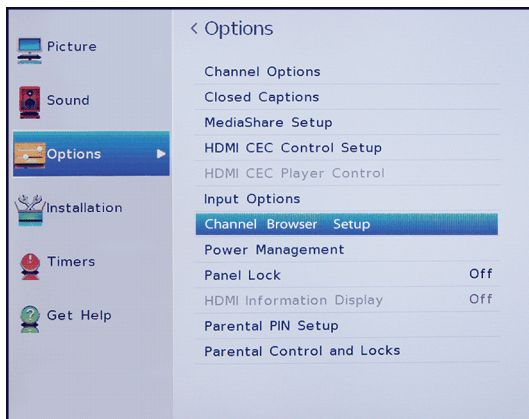 Picture
Sound
Options
Installation
Timers
Get Help
< Options
Channel Options
Closed Captions
MediaShare Setup
HDMI CEC Control Setup
HDMI CEC Player Control
Input Options
Channel Browser Setup
Power Management
Panel Lock Off
HDMI Information Display Off
Parental PIN Setup
Parental Control and Locks